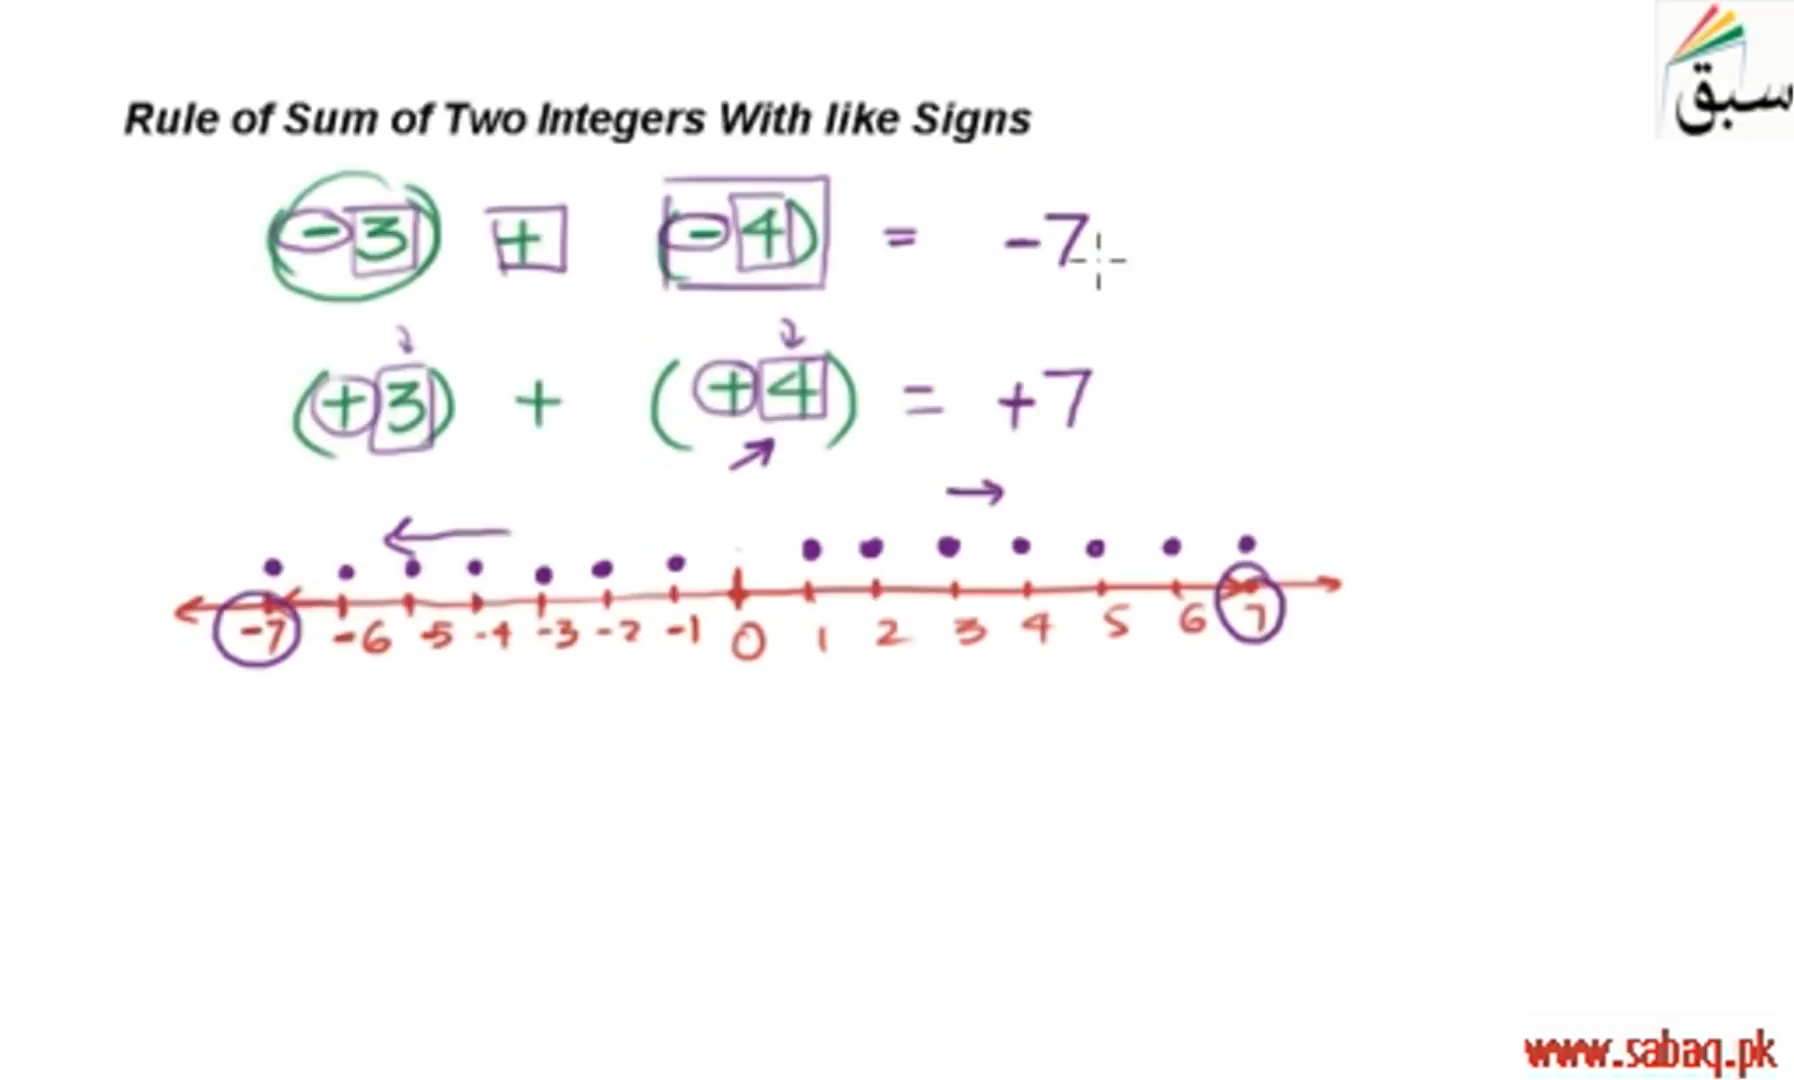 سبق
Rule of Sum of Two Integers With like Signs
(-3) + (-4) = -7
(+3) + (+4) = +7
-7 -6 -5 -4 -3 -2 -1 0 1 2 3 4 5 6 7
www.sabaq.pk